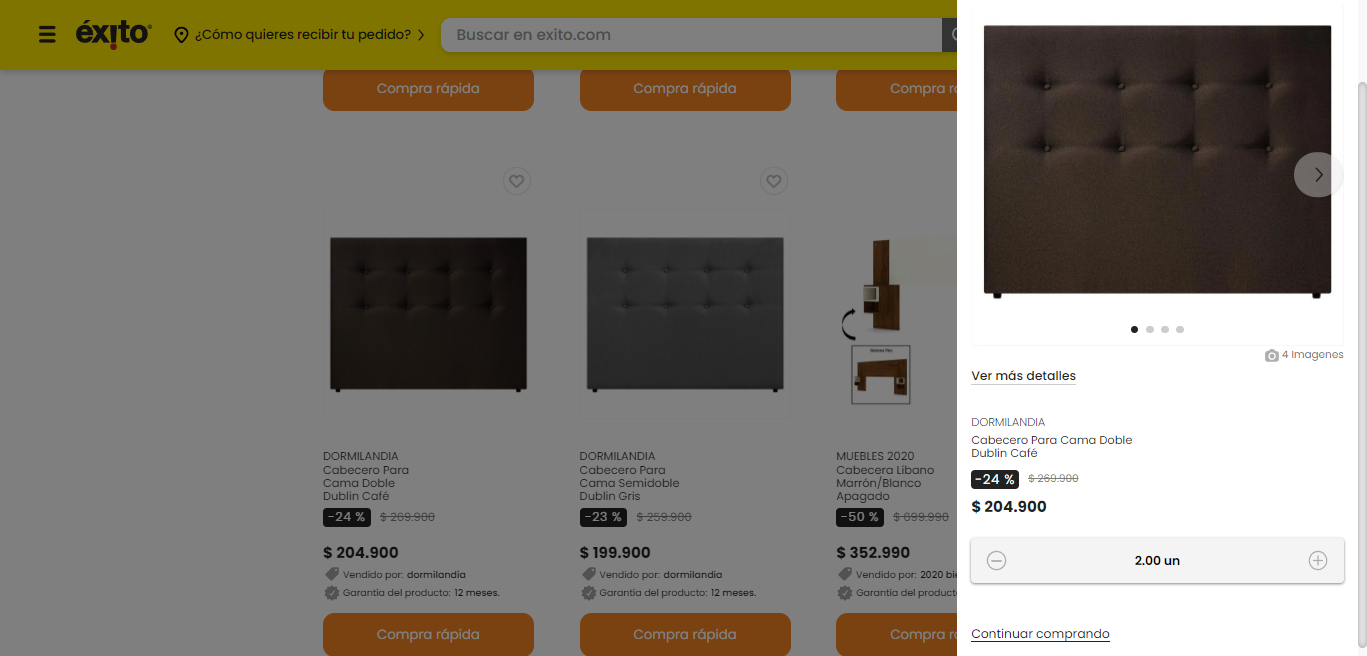 éxito
¿Cómo quieres recibir tu pedido?
Buscar en exito.com
Compra rápida
Compra rápida
Compra rá
DORMILANDIA
Cabecero Para
Cama Doble
Dublin Café
-24 %
$ 269.900
$ 204.900
Vendido por: dormilandia
Garantía del producto: 12 meses.
Compra rápida
DORMILANDIA
Cabecero Para
Cama Semidoble
Dublin Gris
-23 %
$ 259.900
$ 199.900
Vendido por: dormilandia
Garantía del producto: 12 meses.
Compra rápida
MUEBLES 2020
Cabecera Líbano
Marrón/Blanco
Apagado
-50 %
$ 699.990
$ 352.990
Vendido por: 2020 bie
Garantía del product
Compra rá
4 Imagenes
Ver más detalles
DORMILANDIA
Cabecero Para Cama Doble
Dublin Café
-24 %
$ 269.900
$ 204.900
2.00 un
Continuar comprando